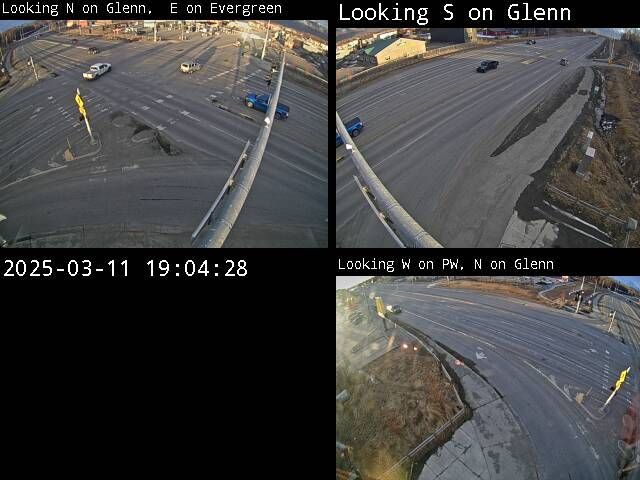 Looking N on Glenn, E on Evergreen
Looking S on Glenn
2025-03-11 19:04:28
Looking W on PW, N on Glenn